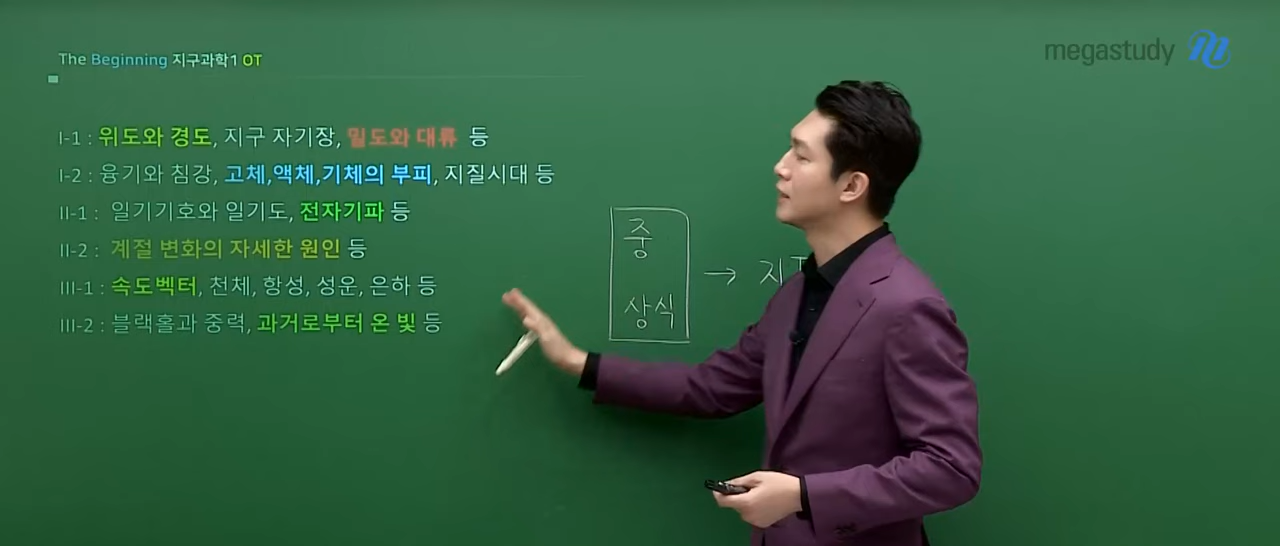 The Beginning 지구과학1 OT
megastudy
I-1 : 위도와 경도, 지구 자기장, 밀도와 대류 등
I-2 : 융기와 침강, 고체,액체,기체의 부피, 지질시대 등
II-1 : 일기기호와 일기도, 전자기파 등
II-2 : 계절 변화의 자세한 원인 등
III-1 : 속도벡터, 천체, 항성, 성운, 은하 등
III-2 : 블랙홀과 중력, 과거로부터 온 빛 등
중
상식
→ 지